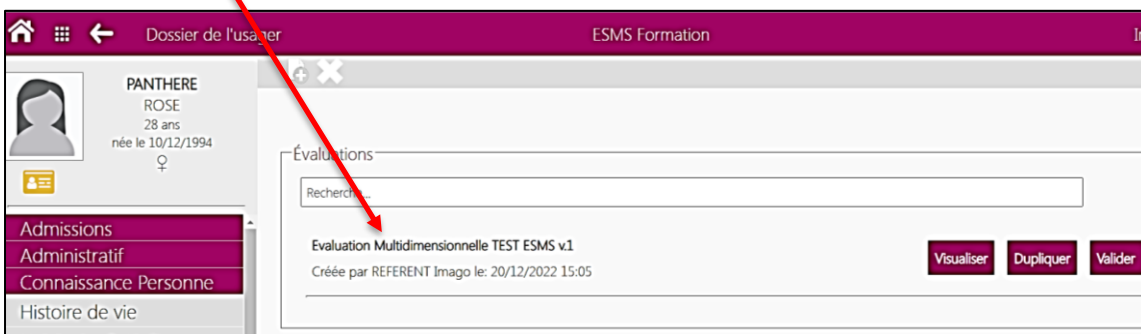 Dossier de l'usager
ESMS Formation
PANTHERE
ROSE
28 ans
née le 10/12/1994
Admissions
Administratif
Connaissance Personne
Histoire de vie
Évaluations
Recherche...
Evaluation Multidimensionnelle TEST ESMS v.1
Créée par REFERENT Imago le: 20/12/2022 15:05
Visualiser
Dupliquer
Valider